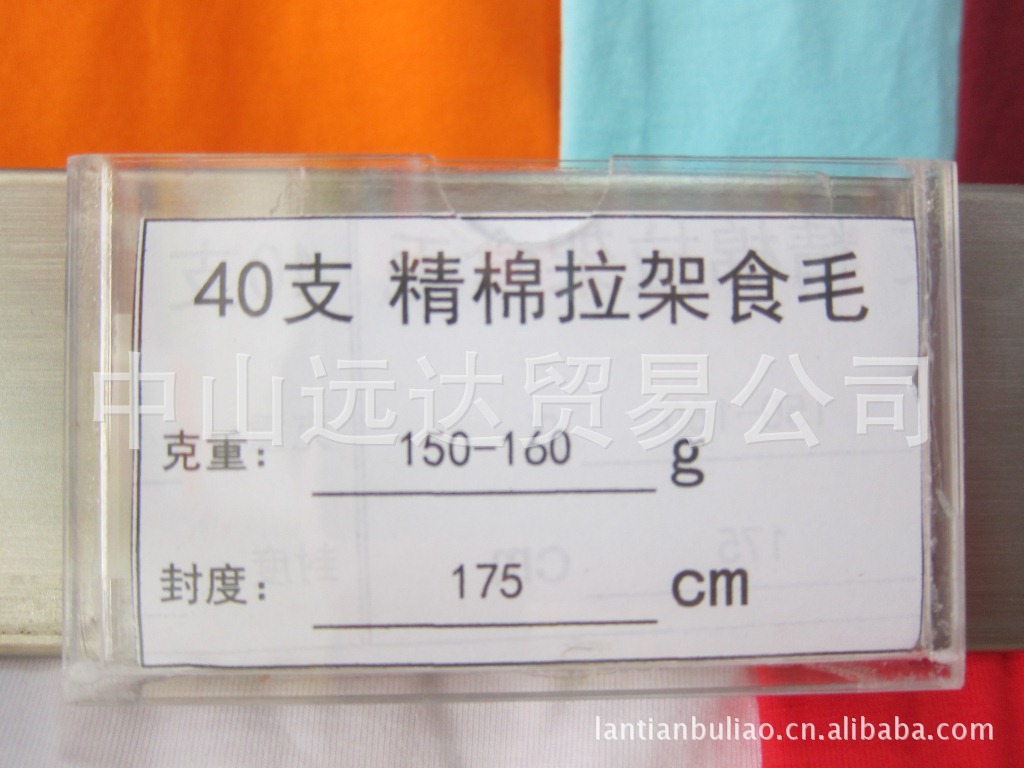 40支 精棉拉架食毛
中山远达贸易公司
克重: 150-160 g
封度: 175 cm
lantianbuliao.cn.alibaba.com